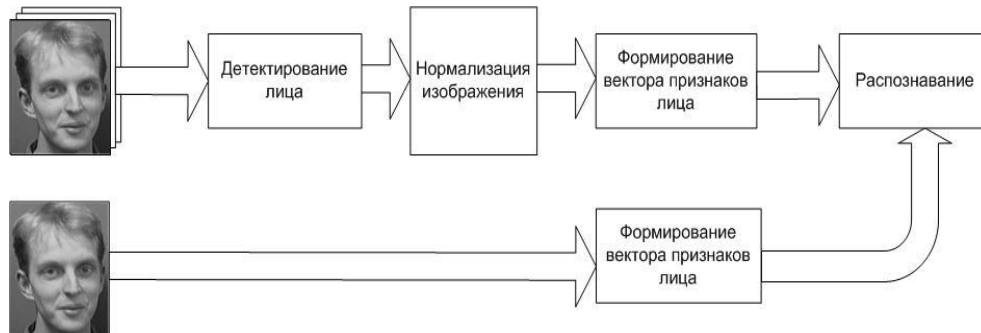 Детектирование
лица
Нормализация
изображения
Формирование
вектора признаков
лица
Распознавание
Формирование
вектора признаков
лица